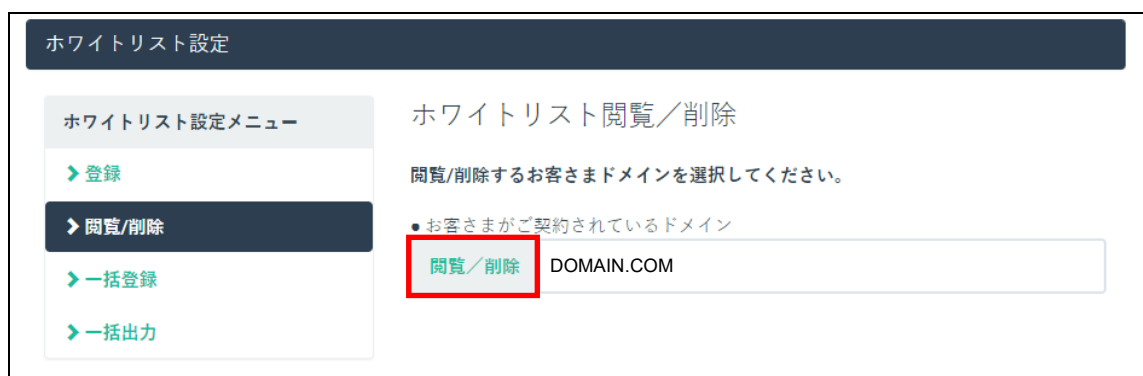 ホワイトリスト設定
ホワイトリスト設定メニュー
登録
閲覧/削除
一括登録
一括出力
ホワイトリスト閲覧／削除
閲覧/削除するお客さまドメインを選択してください。
● お客さまがご契約されているドメイン
閲覧／削除 DOMAIN.COM